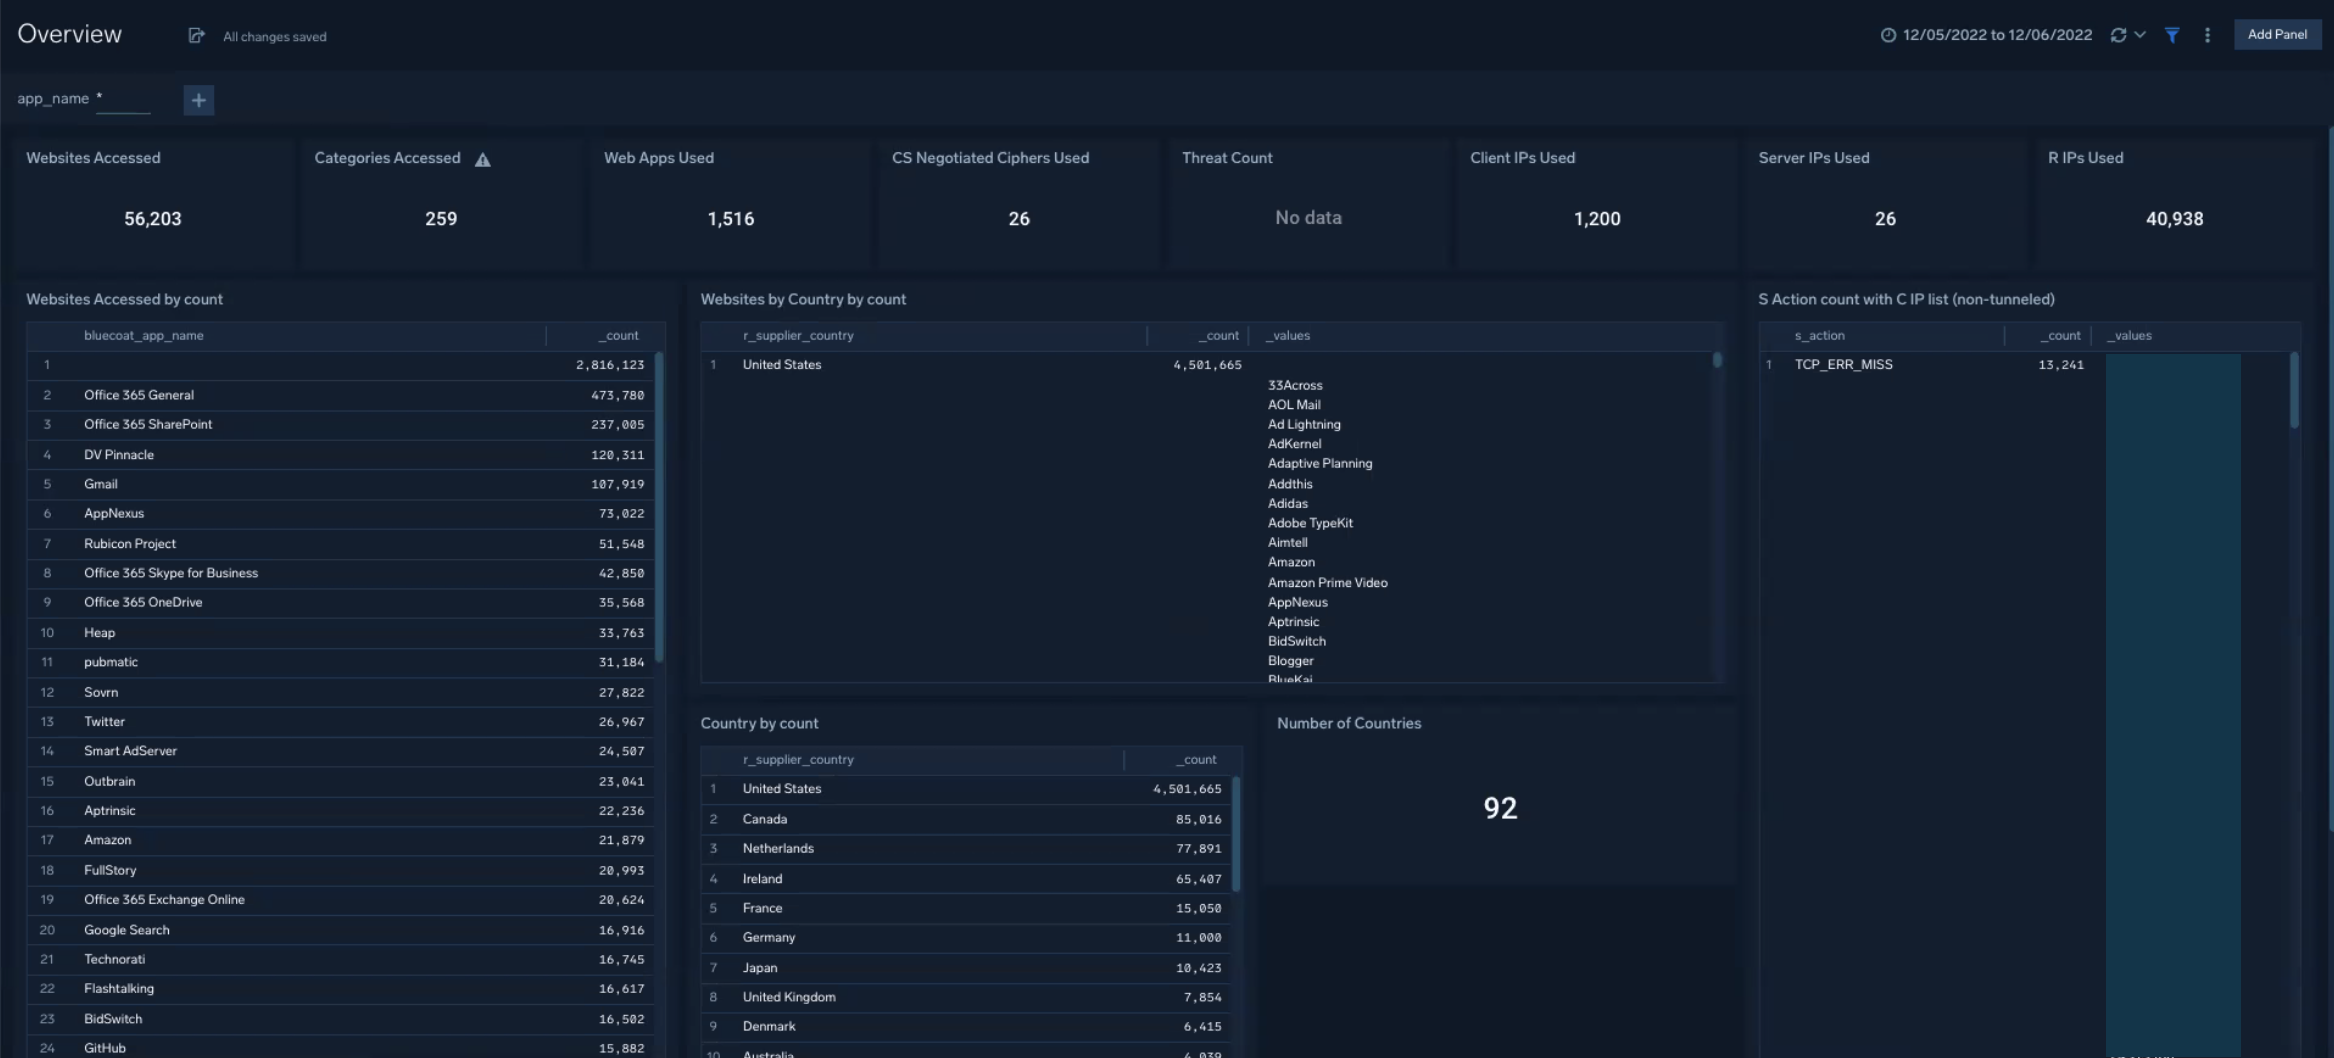 Overview
All changes saved
12/05/2022 to 12/06/2022
Add Panel
app_name *
+
Websites Accessed
56,203
Categories Accessed
259
Web Apps Used
1,516
CS Negotiated Ciphers Used
26
Threat Count
No data
Client IPs Used
1,200
Server IPs Used
26
R IPs Used
40,938
Websites Accessed by count
bluecoat_app_name _count
1 2,816,123
2 Office 365 General 473,780
3 Office 365 SharePoint 237,005
4 DV Pinnacle 120,311
5 Gmail 107,919
6 AppNexus 73,022
7 Rubicon Project 51,548
8 Office 365 Skype for Business 42,850
9 Office 365 OneDrive 35,568
10 Heap 33,763
11 pubmatic 31,184
12 Sovrn 27,822
13 Twitter 26,967
14 Smart AdServer 24,507
15 Outbrain 23,041
16 Aptrinsic 22,236
17 Amazon 21,879
18 FullStory 20,993
19 Office 365 Exchange Online 20,624
20 Google Search 16,916
21 Technorati 16,745
22 Flashtalking 16,617
23 BidSwitch 16,502
24 GitHub 15,882
Websites by Country by count
r_supplier_country _count _values
1 United States 4,501,665
33Across
AOL Mail
Ad Lightning
AdKernel
Adaptive Planning
Addthis
Adidas
Adobe TypeKit
Aimtell
Amazon
Amazon Prime Video
AppNexus
Aptrinsic
BidSwitch
Blogger
BlueKai
Country by count
r_supplier_country _count
1 United States 4,501,665
2 Canada 85,016
3 Netherlands 77,891
4 Ireland 65,407
5 France 15,050
6 Germany 11,000
7 Japan 10,423
8 United Kingdom 7,854
9 Denmark 6,415
10 Australia 4,039
Number of Countries
92
S Action count with C IP list (non-tunneled)
s_action _count _values
1 TCP_ERR_MISS 13,241